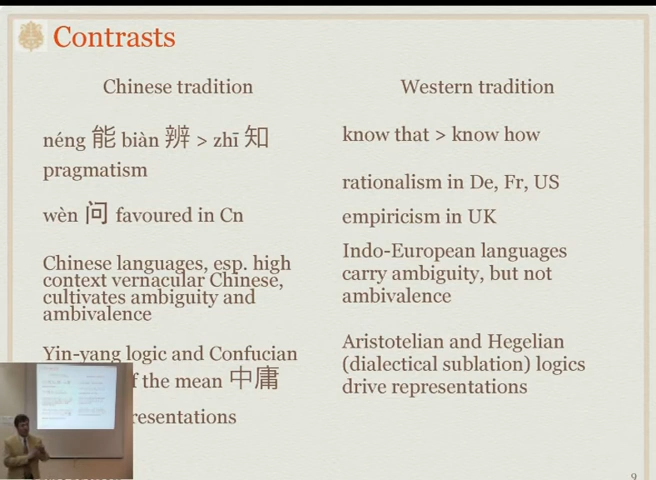 Contrasts
Chinese tradition
néng 能 biàn 辨 > zhī 知
pragmatism
wèn 问 favoured in Cn
Chinese languages, esp. high
context vernacular Chinese,
cultivates ambiguity and
ambivalence
Yin-yang logic and Confucian
f the mean 中庸
resentations
Western tradition
know that > know how
rationalism in De, Fr, US
empiricism in UK
Indo-European languages
carry ambiguity, but not
ambivalence
Aristotelian and Hegelian
(dialectical sublation) logics
drive representations
9